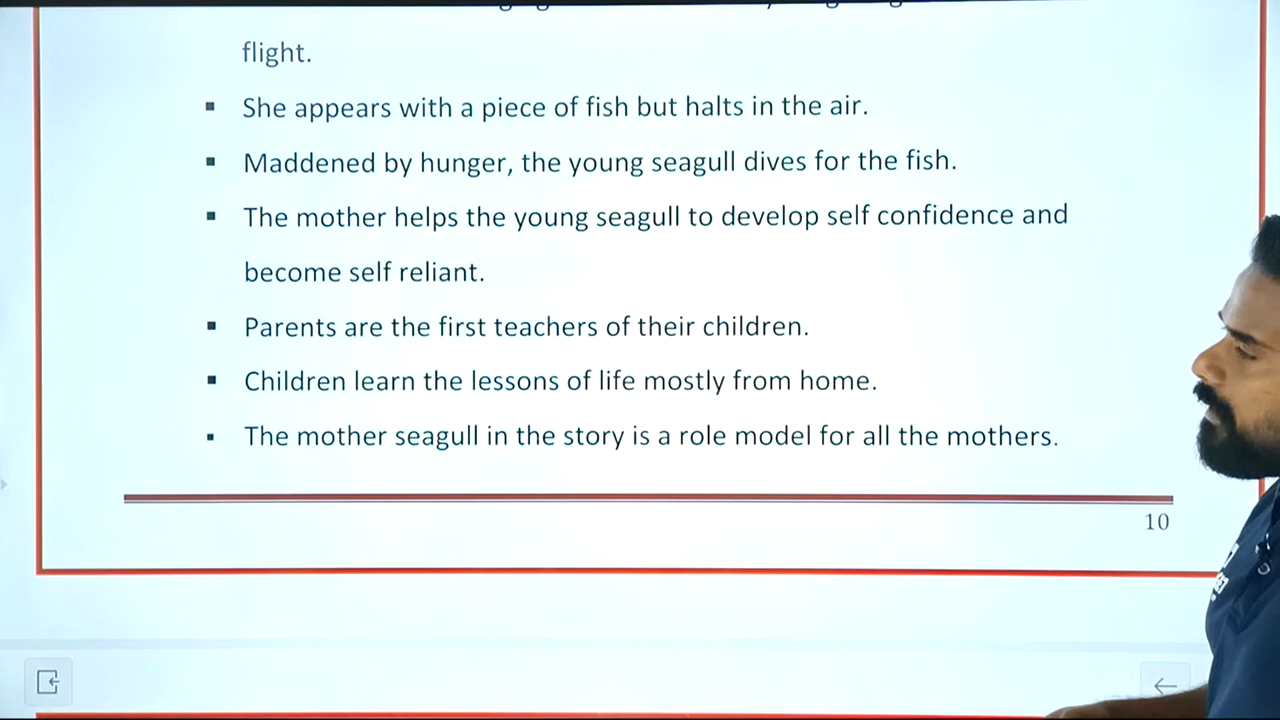 flight.
▪ She appears with a piece of fish but halts in the air.
▪ Maddened by hunger, the young seagull dives for the fish.
▪ The mother helps the young seagull to develop self confidence and
become self reliant.
▪ Parents are the first teachers of their children.
▪ Children learn the lessons of life mostly from home.
▪ The mother seagull in the story is a role model for all the mothers.
10